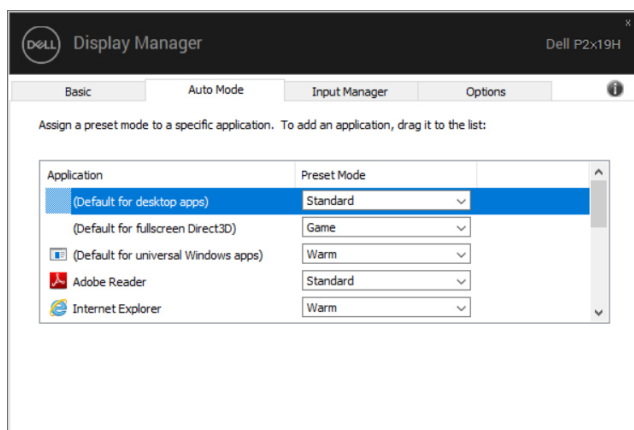 DELL Display Manager Dell P2x19H
x
Basic Auto Mode Input Manager Options
Assign a preset mode to a specific application. To add an application, drag it to the list:
Application Preset Mode
(Default for desktop apps) Standard
(Default for fullscreen Direct3D) Game
(Default for universal Windows apps) Warm
Adobe Reader Standard
Internet Explorer Warm